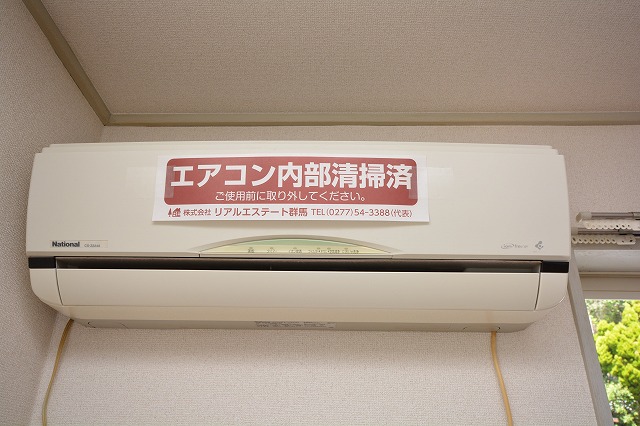 エアコン内部清掃済
ご使用前に取り外してください。
株式会社 リアルエステート群馬 TEL(0277)54-3388(代表)
National